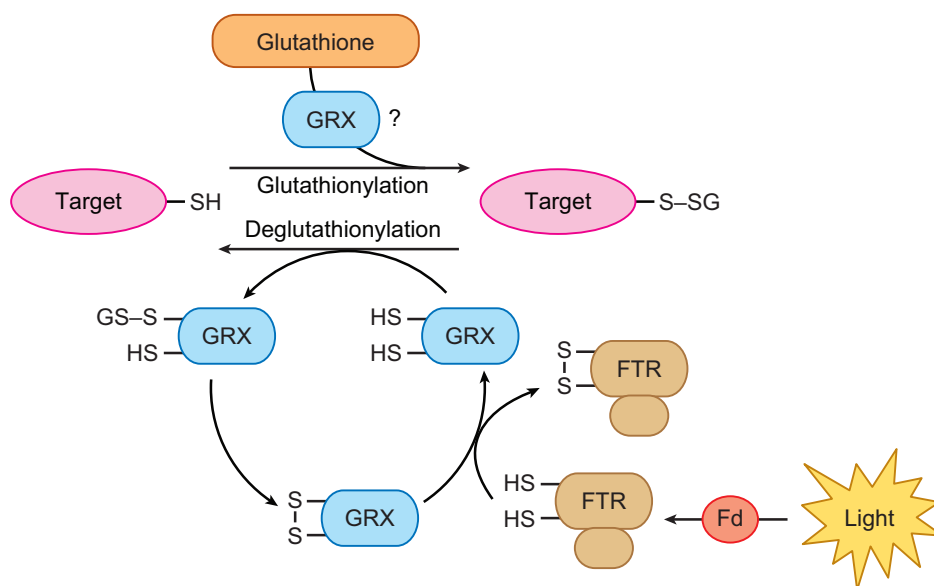 Glutathione
GRX ?
Glutathionylation
Target SH
Target S–SG
Deglutathionylation
GS–S
HS
GRX
HS
HS
GRX
S
S
FTR
S
S
GRX
HS
HS
FTR
Fd
Light